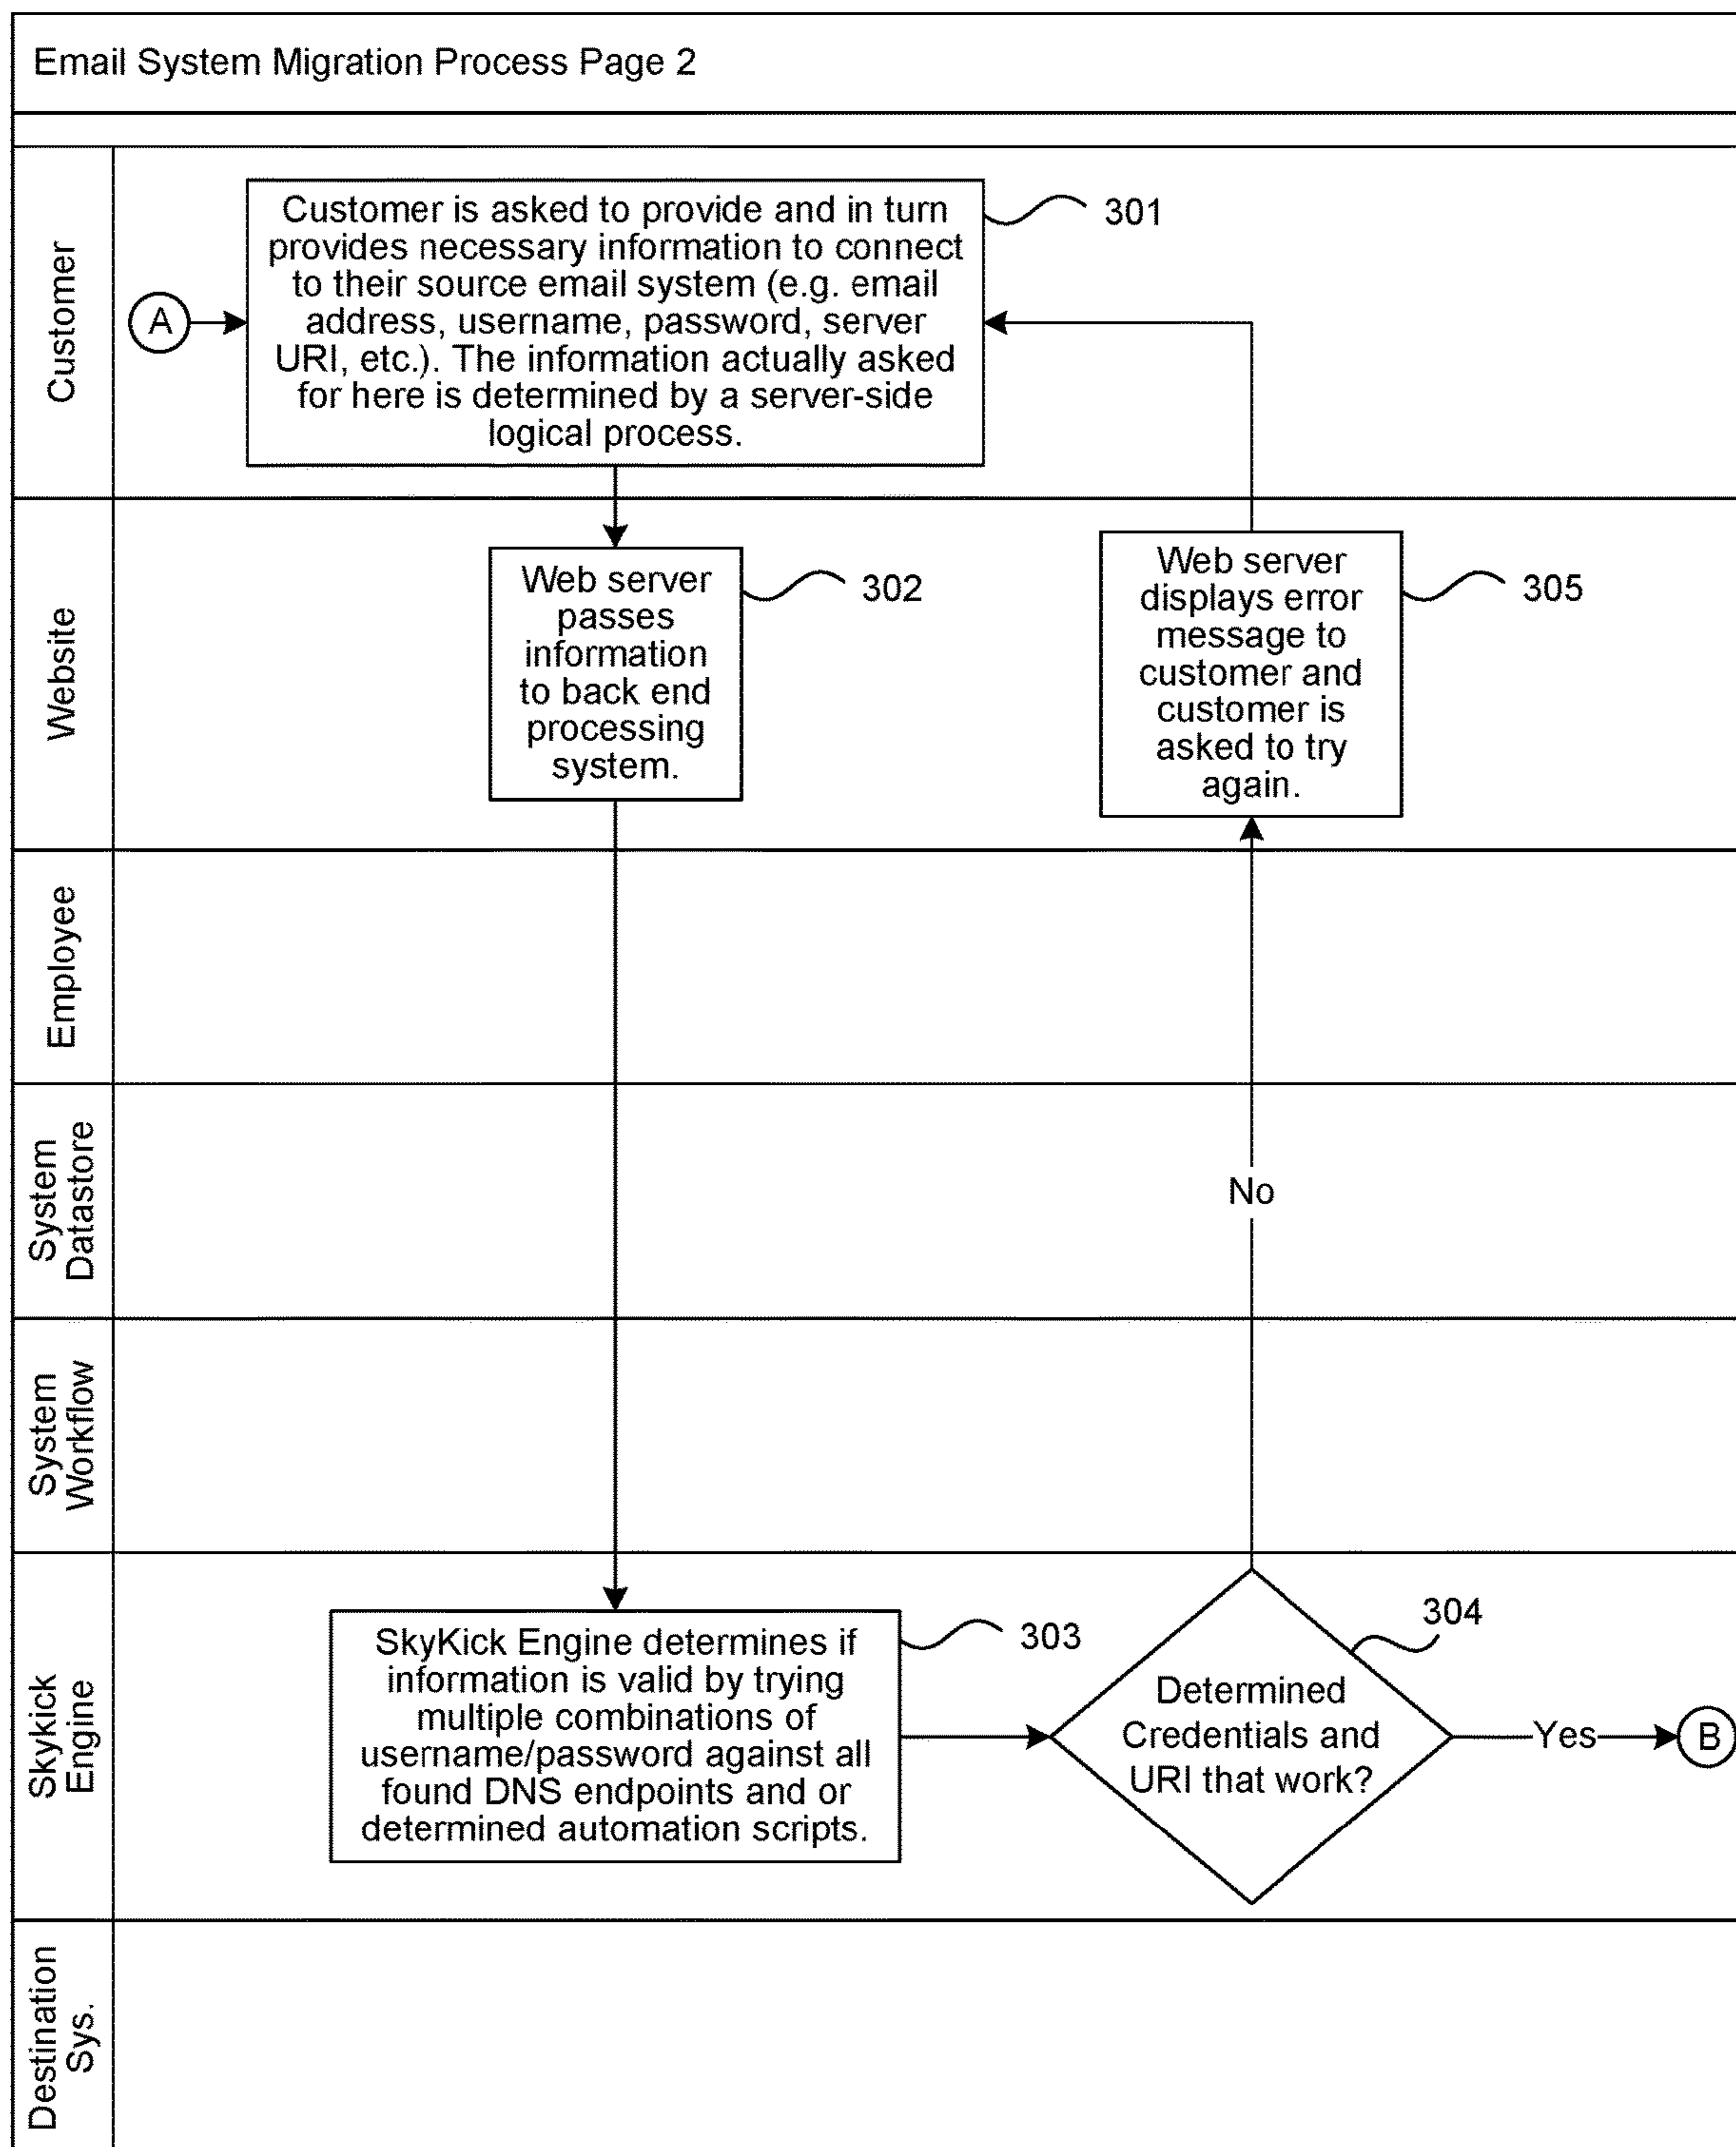 Email System Migration Process Page 2
Customer
A
Customer is asked to provide and in turn
provides necessary information to connect
to their source email system (e.g. email
address, username, password, server
URI, etc.). The information actually asked
for here is determined by a server-side
logical process.
301
Website
Web server
passes
information
to back end
processing
system.
302
Web server
displays error
message to
customer and
customer is
asked to try
again.
305
Employee
System
Datastore
No
System
Workflow
Skykick
Engine
SkyKick Engine determines if
information is valid by trying
multiple combinations of
username/password against all
found DNS endpoints and or
determined automation scripts.
303
Determined
Credentials and
URI that work?
304
Yes
B
Destination
Sys.